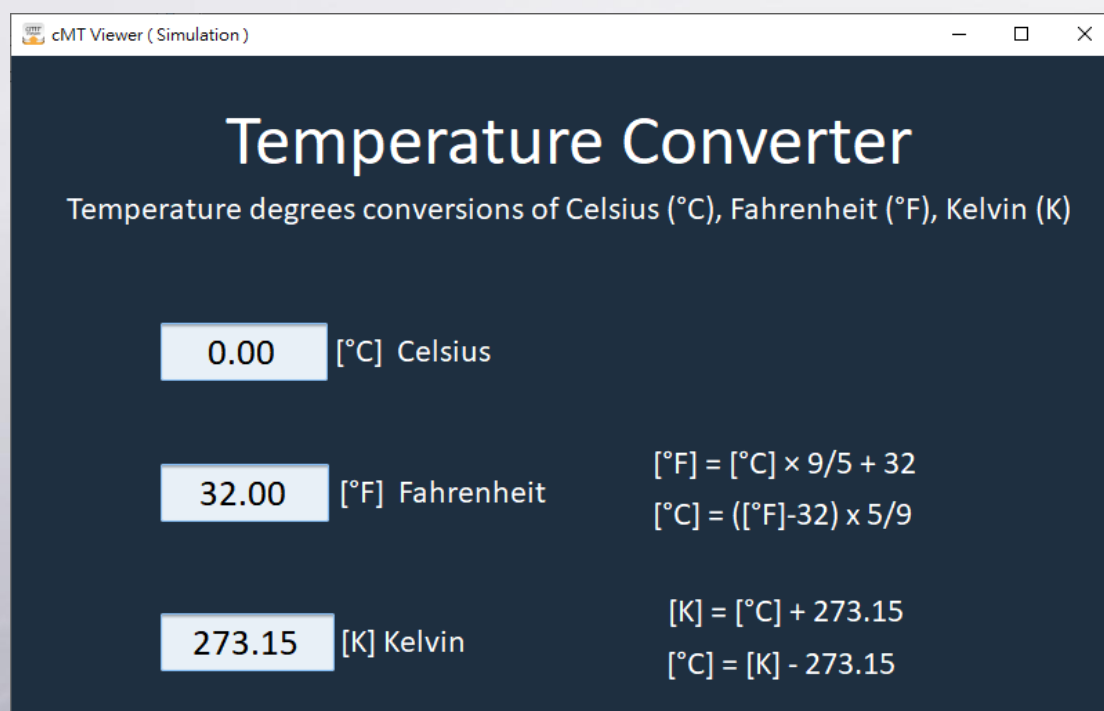 cMT Viewer ( Simulation )
Temperature Converter
Temperature degrees conversions of Celsius (°C), Fahrenheit (°F), Kelvin (K)
0.00 [°C] Celsius
32.00 [°F] Fahrenheit
[°F] = [°C] × 9/5 + 32
[°C] = ([°F]-32) x 5/9
273.15 [K] Kelvin
[K] = [°C] + 273.15
[°C] = [K] - 273.15